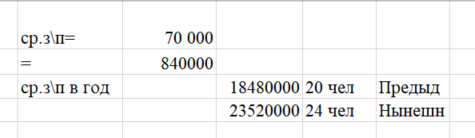 ср.з\п= 70 000
= 840000
ср.з\п в год 18480000 20 чел Предыд
23520000 24 чел Нынешн